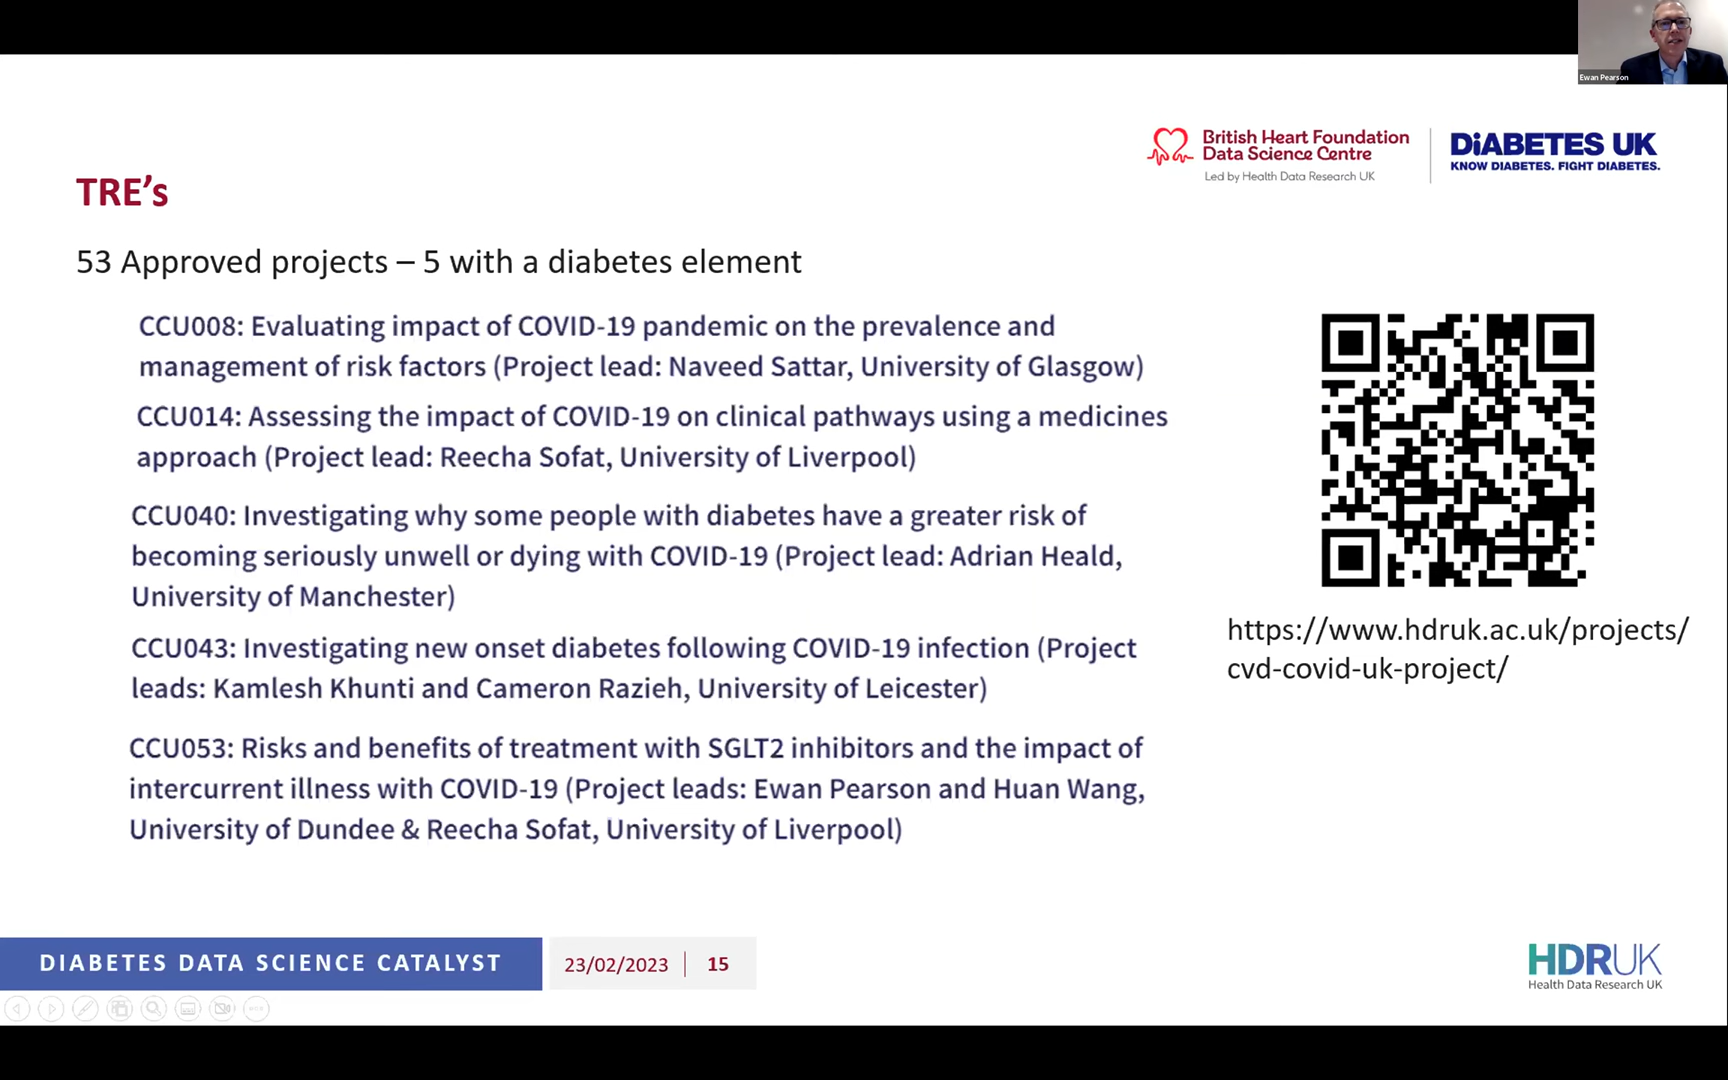 Ewan Pearson
British Heart Foundation
Data Science Centre
Led by Health Data Research UK
DiABETES UK
KNOW DIABETES. FIGHT DIABETES.
TRE’s
53 Approved projects – 5 with a diabetes element
CCU008: Evaluating impact of COVID-19 pandemic on the prevalence and
management of risk factors (Project lead: Naveed Sattar, University of Glasgow)
CCU014: Assessing the impact of COVID-19 on clinical pathways using a medicines
approach (Project lead: Reecha Sofat, University of Liverpool)
CCU040: Investigating why some people with diabetes have a greater risk of
becoming seriously unwell or dying with COVID-19 (Project lead: Adrian Heald,
University of Manchester)
CCU043: Investigating new onset diabetes following COVID-19 infection (Project
leads: Kamlesh Khunti and Cameron Razieh, University of Leicester)
CCU053: Risks and benefits of treatment with SGLT2 inhibitors and the impact of
intercurrent illness with COVID-19 (Project leads: Ewan Pearson and Huan Wang,
University of Dundee & Reecha Sofat, University of Liverpool)
https://www.hdruk.ac.uk/projects/
cvd-covid-uk-project/
DIABETES DATA SCIENCE CATALYST
23/02/2023
15
HDRUK
Health Data Research UK